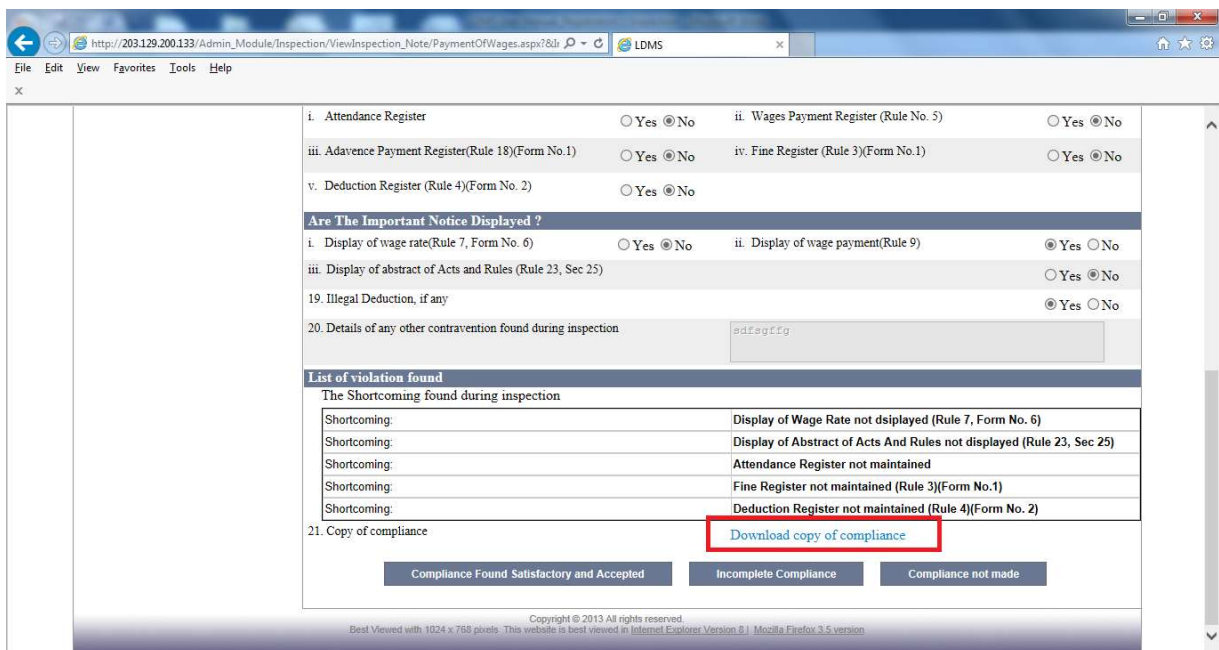 http://203.129.200.133/Admin_Module/Inspection/ViewInspection_Note/PaymentOfWages.aspx?&
LDMS
File Edit View Favorites Tools Help
x
i. Attendance Register Yes No ii. Wages Payment Register (Rule No. 5) Yes No
iii. Adavence Payment Register(Rule 18)(Form No.1) Yes No iv. Fine Register (Rule 3)(Form No.1) Yes No
v. Deduction Register (Rule 4)(Form No. 2) Yes No
Are The Important Notice Displayed ?
i. Display of wage rate(Rule 7, Form No. 6) Yes No ii. Display of wage payment(Rule 9) Yes No
iii. Display of abstract of Acts and Rules (Rule 23, Sec 25) Yes No
19. Illegal Deduction, if any Yes No
20. Details of any other contravention found during inspection sdfsgffg
List of violation found
The Shortcoming found during inspection
Shortcoming: Display of Wage Rate not dsiplayed (Rule 7, Form No. 6)
Shortcoming: Display of Abstract of Acts And Rules not displayed (Rule 23, Sec 25)
Shortcoming: Attendance Register not maintained
Shortcoming: Fine Register not maintained (Rule 3)(Form No.1)
Shortcoming: Deduction Register not maintained (Rule 4)(Form No. 2)
21. Copy of compliance Download copy of compliance
Compliance Found Satisfactory and Accepted Incomplete Compliance Compliance not made
Copyright © 2013 All rights reserved.
Best Viewed with 1024 x 768 pixels This website is best viewed in Internet Explorer Version 8 | Mozilla Firefox 3.5 version